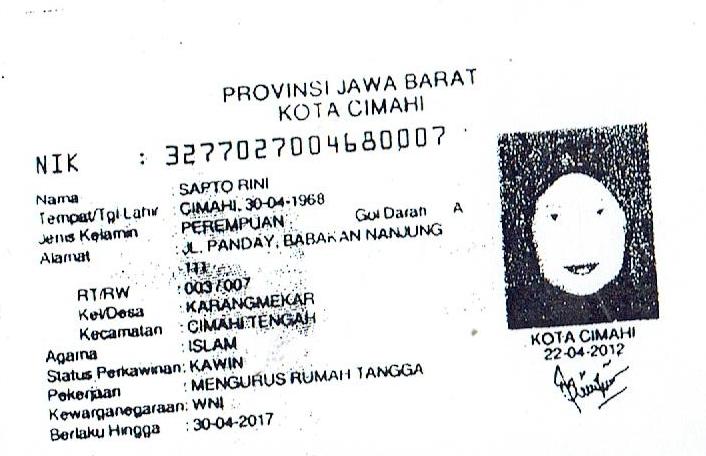 PROVINSI JAWA BARAT
KOTA CIMAHI
NIK : 3277027004680007
Nama : SAPTO RINI
Tempat/Tgl Lahir : CIMAHI, 30-04-1968
Jenis Kelamin : PEREMPUAN Gol Darah A
Alamat : JL. PANDAY, BABAKAN NANJUNG
111
RT/RW : 003/007
Kel/Desa : KARANGMEKAR
Kecamatan : CIMAHI TENGAH
Agama : ISLAM
Status Perkawinan: KAWIN
Pekerjaan : MENGURUS RUMAH TANGGA
Kewarganegaraan: WNI
Berlaku Hingga : 30-04-2017
KOTA CIMAHI
22-04-2012